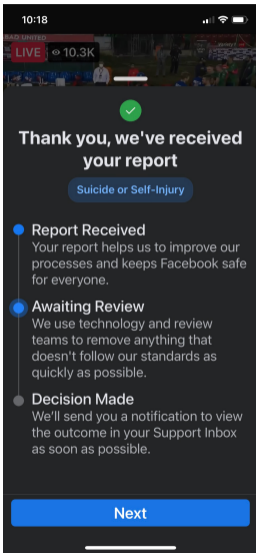 10:18
BAD UNITED
LIVE 10.3K
Thank you, we've received
your report
Suicide or Self-Injury
Report Received
Your report helps us to improve our
processes and keeps Facebook safe
for everyone.
Awaiting Review
We use technology and review
teams to remove anything that
doesn't follow our standards as
quickly as possible.
Decision Made
We'll send you a notification to view
the outcome in your Support Inbox
as soon as possible.
Next